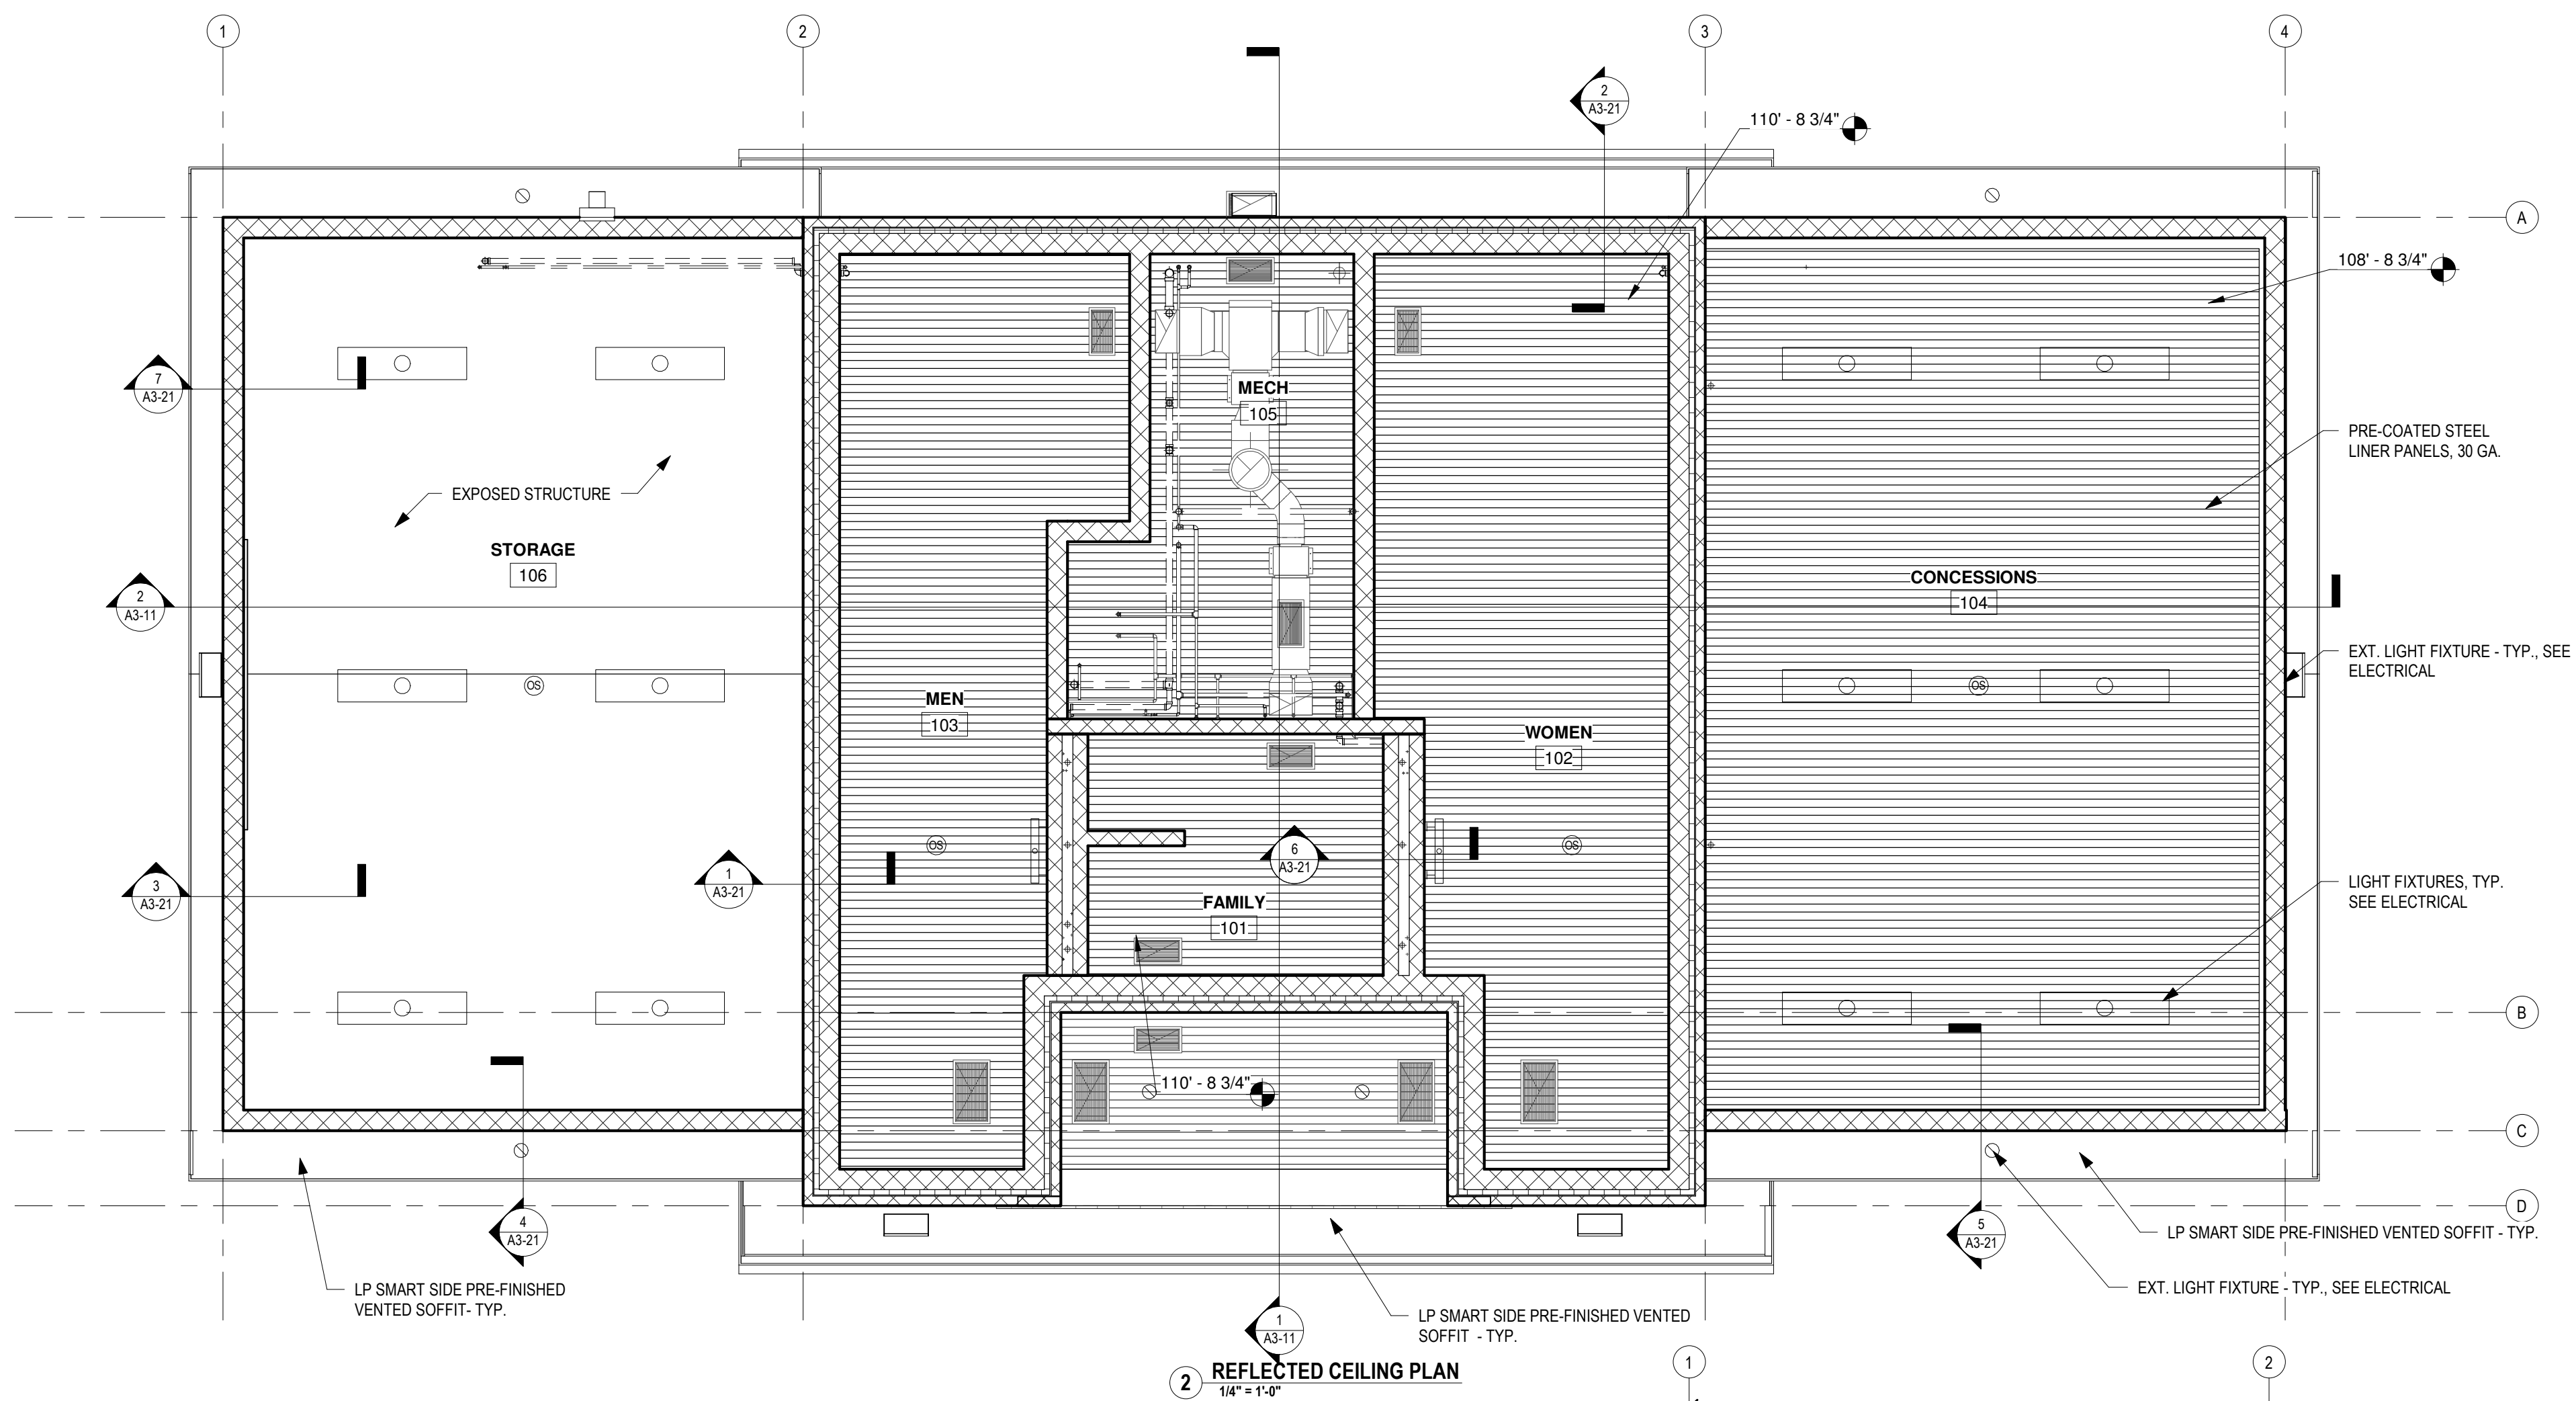 1
2
3
4
2
A3-21
110' - 8 3/4"
A
108' - 8 3/4"
7
A3-21
MECH
105
PRE-COATED STEEL
LINER PANELS, 30 GA.
EXPOSED STRUCTURE
STORAGE
106
CONCESSIONS
104
2
A3-11
EXT. LIGHT FIXTURE - TYP., SEE
ELECTRICAL
OS
OS
MEN
103
WOMEN
102
OS
OS
6
A3-21
1
A3-21
3
A3-21
FAMILY
101
LIGHT FIXTURES, TYP.
SEE ELECTRICAL
B
110' - 8 3/4"
C
D
4
A3-21
5
A3-21
LP SMART SIDE PRE-FINISHED VENTED SOFFIT - TYP.
LP SMART SIDE PRE-FINISHED
VENTED SOFFIT- TYP.
EXT. LIGHT FIXTURE - TYP., SEE ELECTRICAL
LP SMART SIDE PRE-FINISHED VENTED
SOFFIT - TYP.
1
A3-11
2
REFLECTED CEILING PLAN
1/4" = 1'-0"
1
2